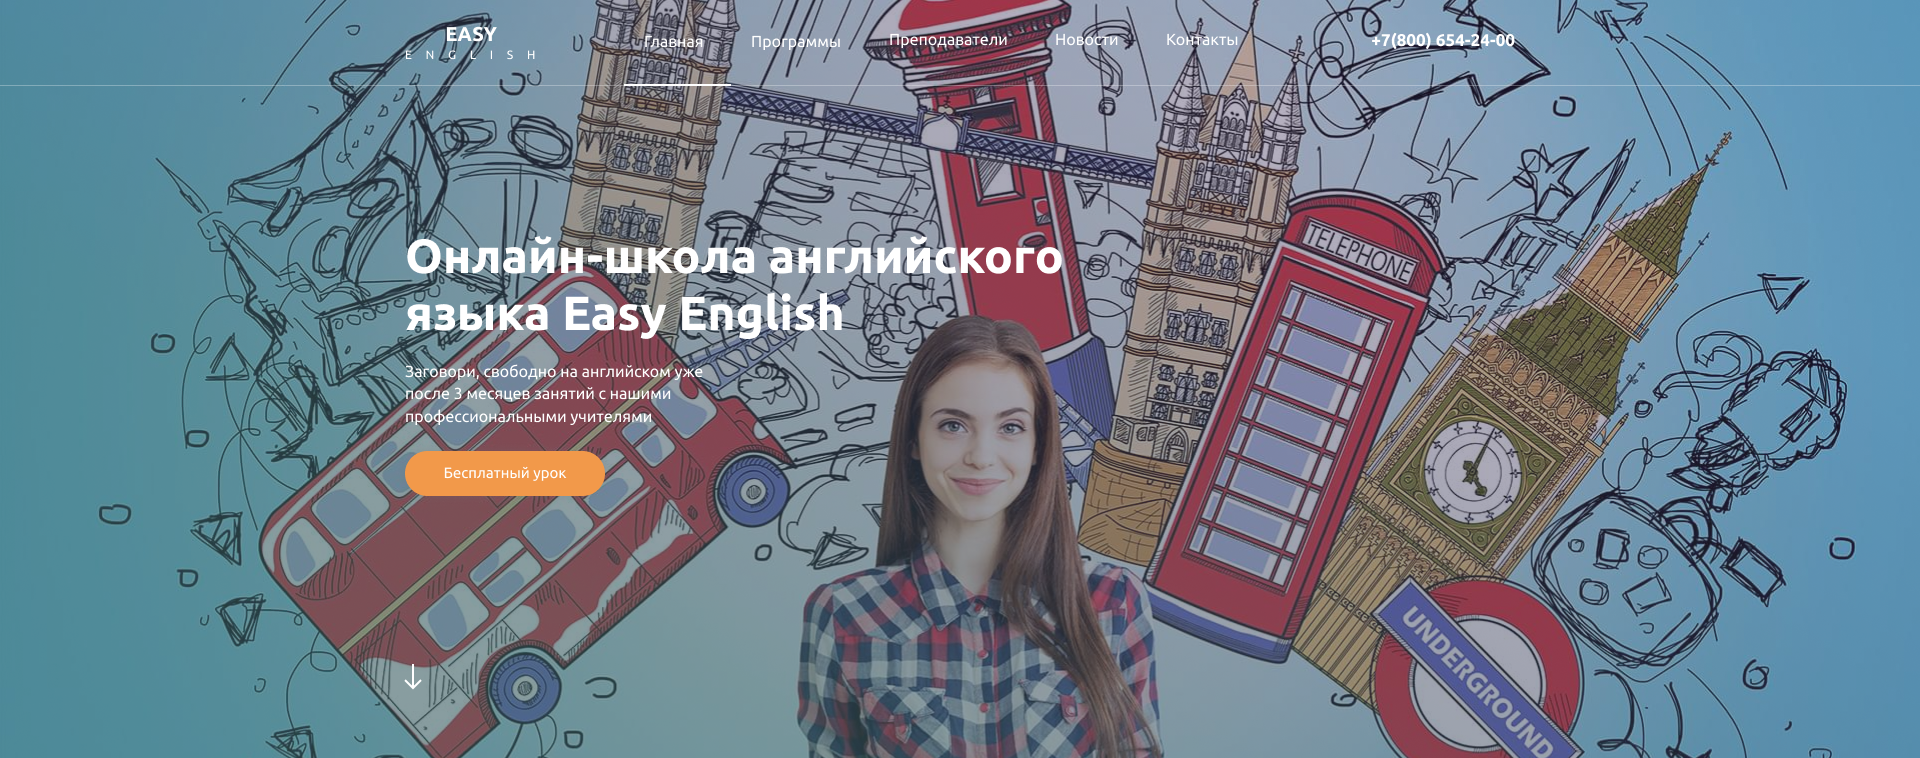 EASY
ENGLISH
Главная Программы Преподаватели Новости Контакты +7(800) 654-24-00
Онлайн-школа английского
языка Easy English
Заговори, свободно на английском уже
после 3 месяцев занятий с нашими
профессиональными учителями
Бесплатный урок
TELEPHONE
UNDERGROUND